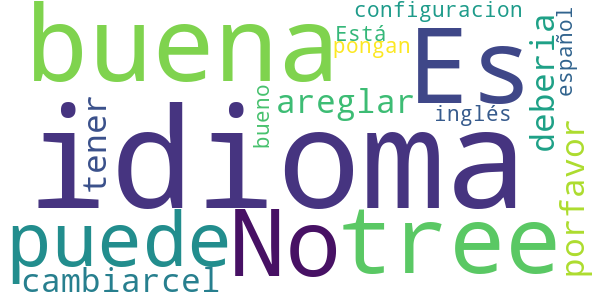 buena
configuracion
Está
pongan
Es
deberia
español
idioma
tener
bueno
areglar
inglés
puede
No
tree
porfavor
cambiarcel